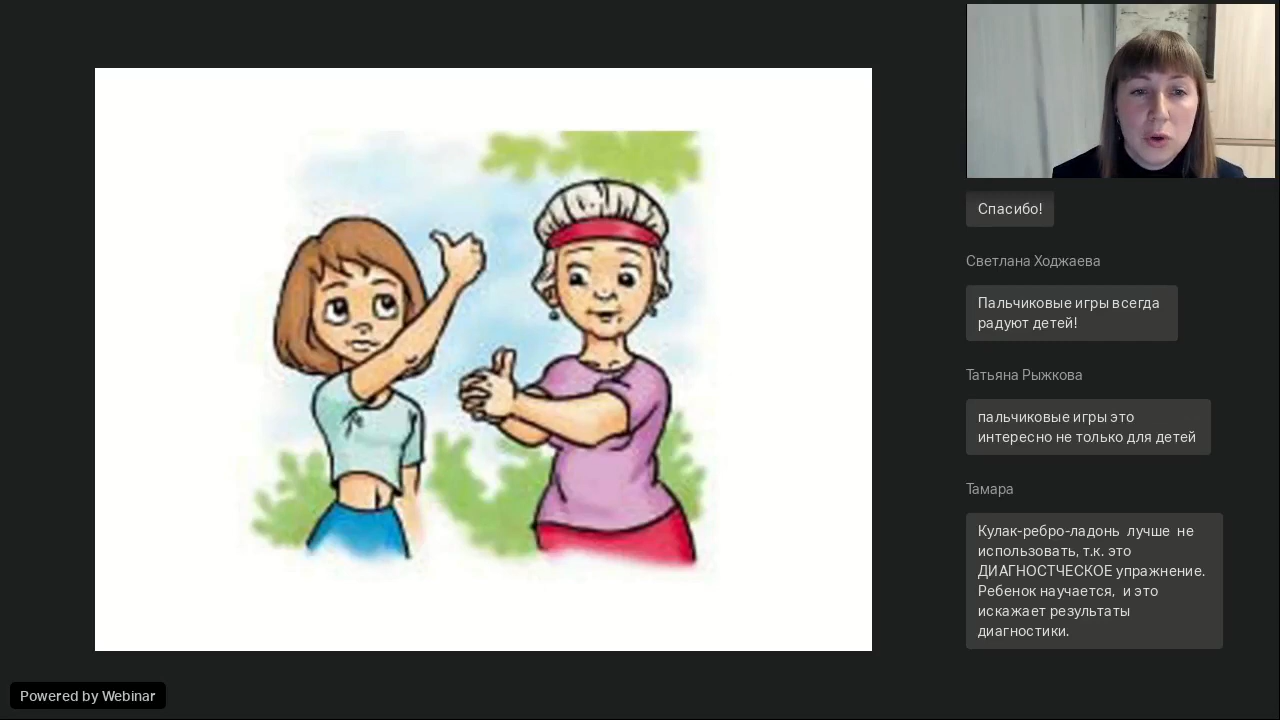 Спасибо!
Светлана Ходжаева
Пальчиковые игры всегда
радуют детей!
Татьяна Рыжкова
пальчиковые игры это
интересно не только для детей
Тамара
Кулак-ребро-ладонь лучше не
использовать, т.к. это
ДИАГНОСТЧЕСКОЕ упражнение.
Ребенок научается, и это
искажает результаты
диагностики.
Powered by Webinar